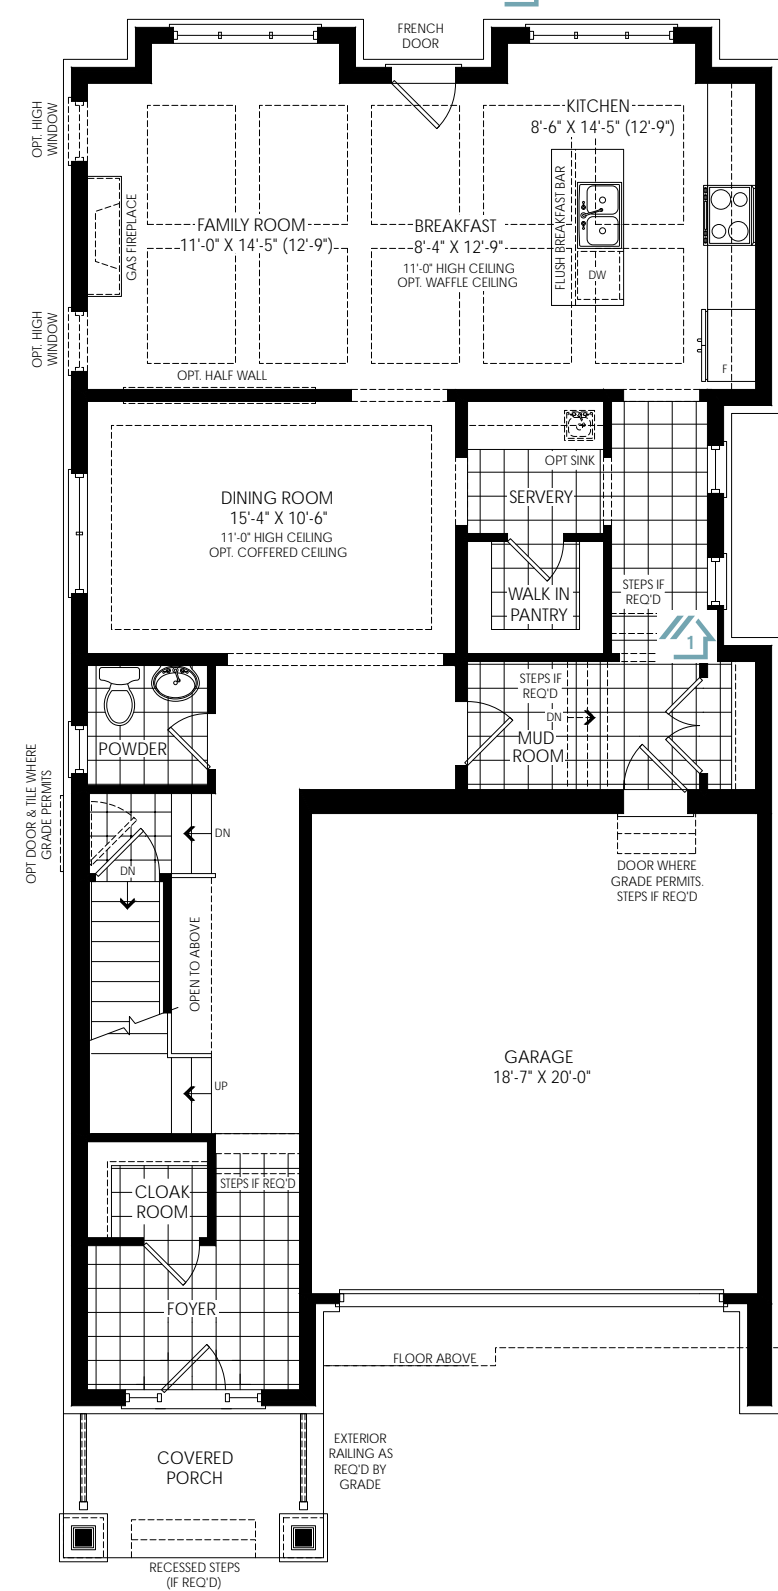 FRENCH
DOOR
OPT. HIGH
WINDOW
KITCHEN
8'-6" X 14'-5" (12'-9")
GAS FIREPLACE
FAMILY ROOM
11'-0" X 14'-5" (12'-9")
BREAKFAST
8'-4" X 12'-9"
11'-0" HIGH CEILING
OPT. WAFFLE CEILING
FLUSH BREAKFAST BAR
DW
OPT. HIGH
WINDOW
F
OPT. HALF WALL
OPT SINK
SERVERY
DINING ROOM
15'-4" X 10'-6"
11'-0" HIGH CEILING
OPT. COFFERED CEILING
WALK IN
PANTRY
STEPS IF
REQ'D
1
STEPS IF
REQ'D
DN
MUD
ROOM
POWDER
OPT DOOR & TILE WHERE
GRADE PERMITS
DN
DN
DOOR WHERE
GRADE PERMITS.
STEPS IF REQ'D
OPEN TO ABOVE
GARAGE
18'-7" X 20'-0"
UP
STEPS IF REQ'D
CLOAK
ROOM
FOYER
FLOOR ABOVE
COVERED
PORCH
EXTERIOR
RAILING AS
REQ'D BY
GRADE
RECESSED STEPS
(IF REQ'D)